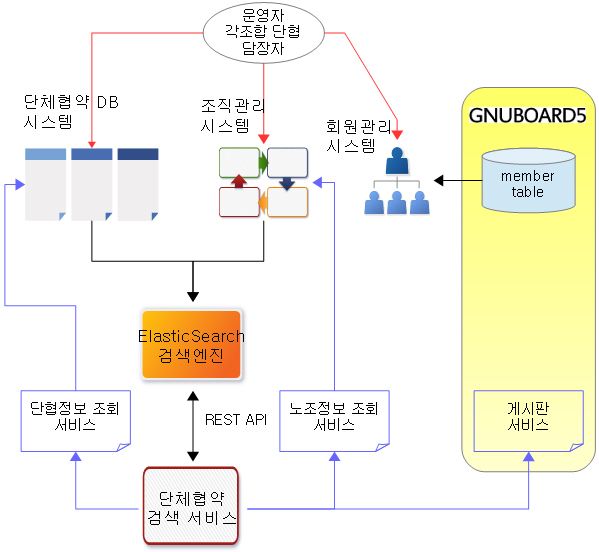 운영자
각조합 단협
담장자
단체협약 DB
시스템
조직관리
시스템
회원관리
시스템
GNUBOARD5
member
table
ElasticSearch
검색엔진
REST API
단협정보 조회
서비스
노조정보 조회
서비스
게시판
서비스
단체협약
검색 서비스